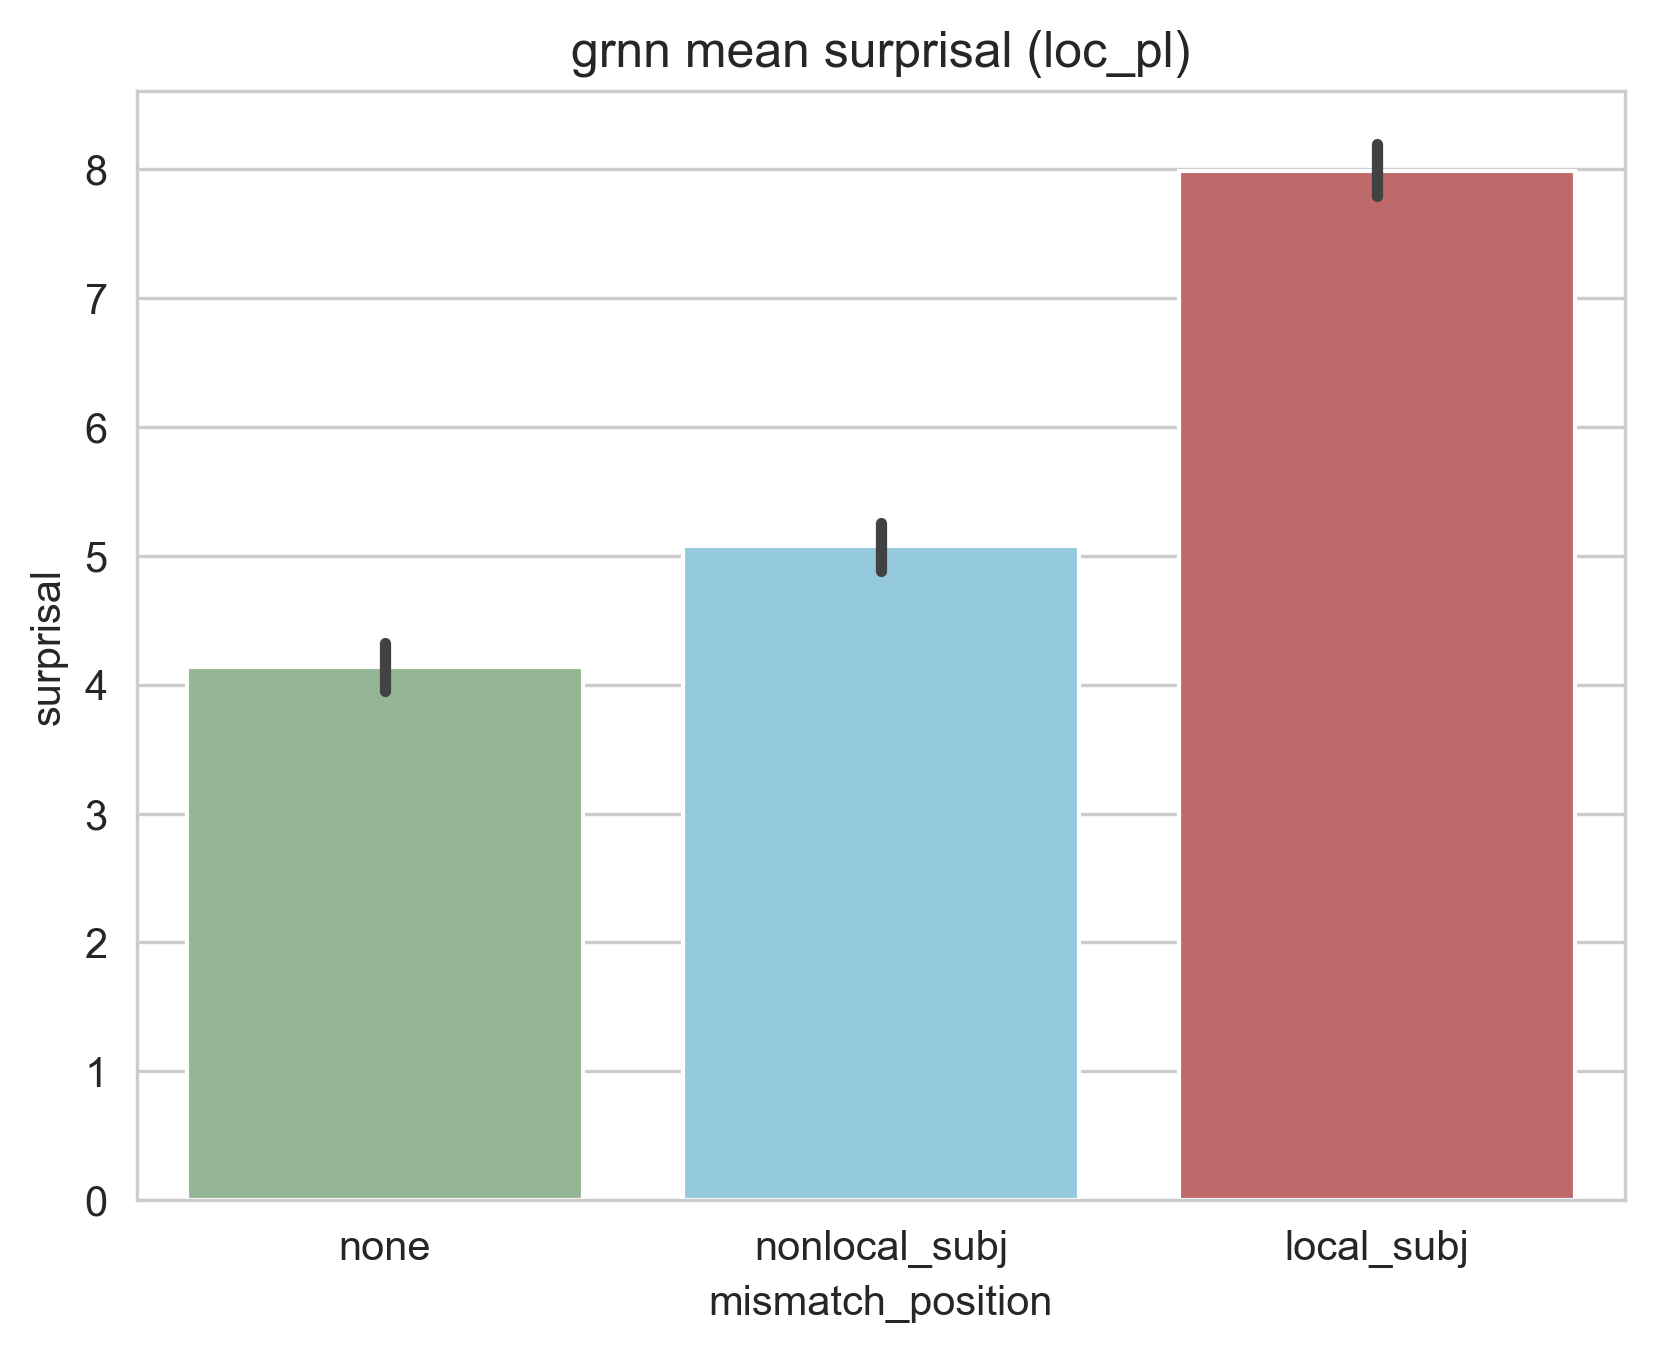 grnn mean surprisal (loc_pl)
8
7
6
5
4
3
2
1
0
surprisal
none nonlocal_subj local_subj
mismatch_position